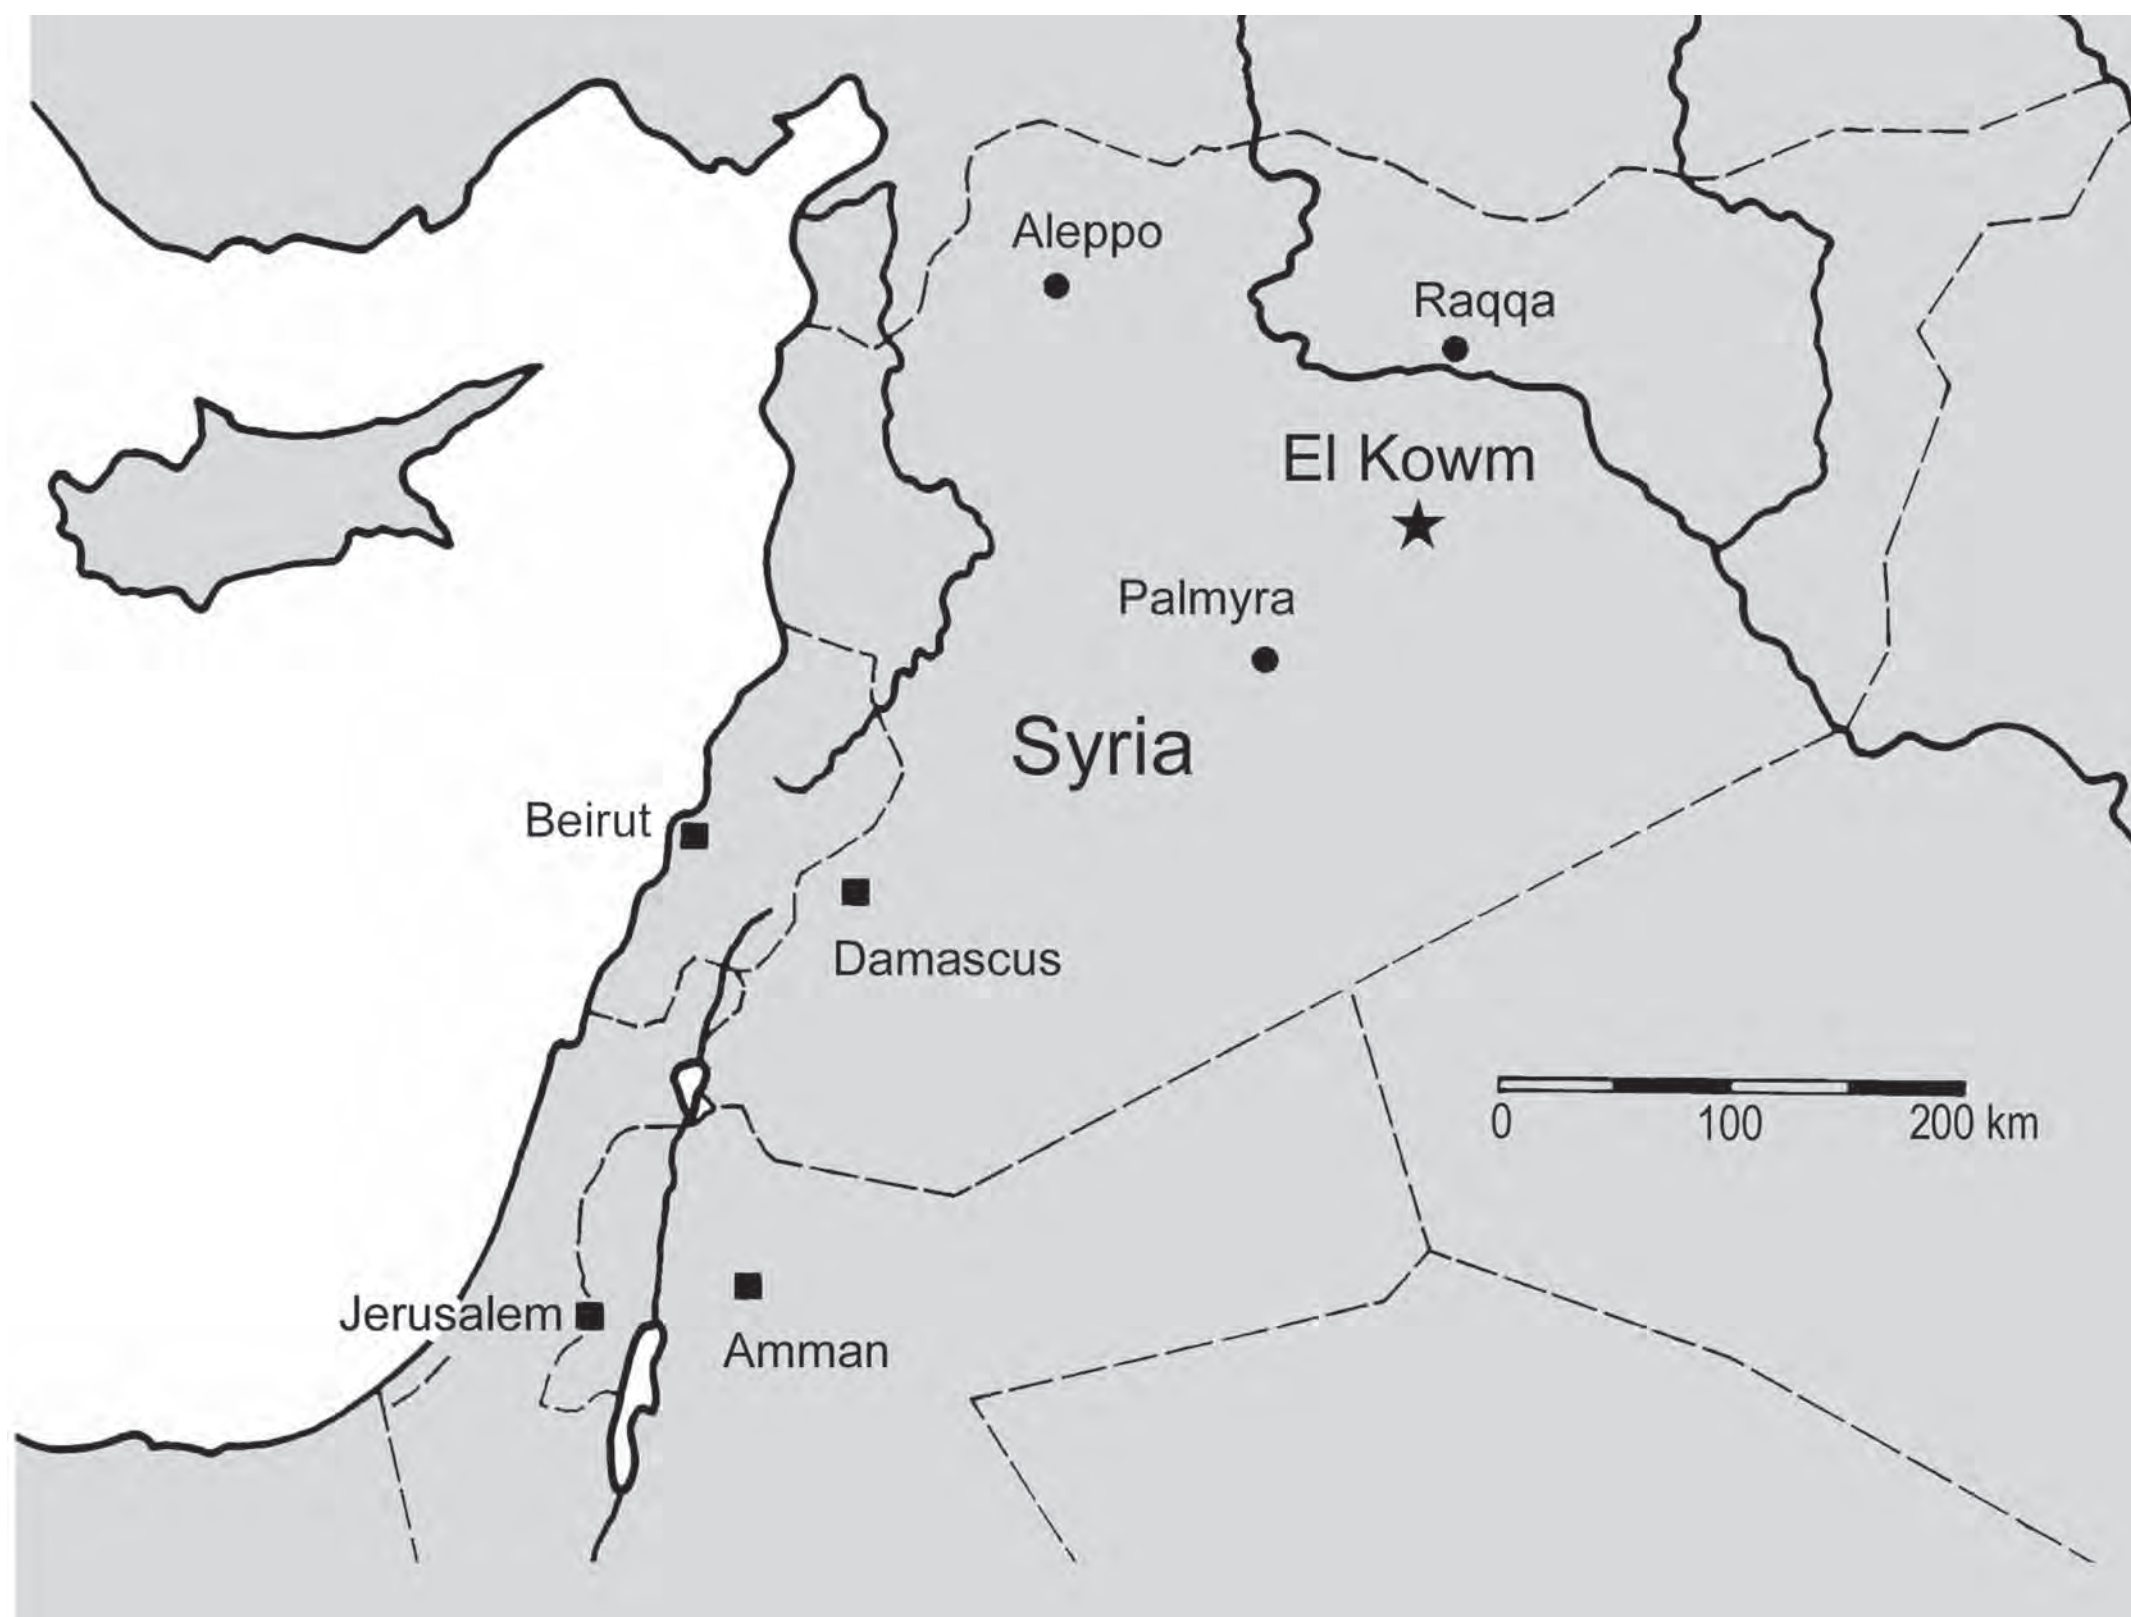 Aleppo
Raqqa
El Kowm
Palmyra
Syria
Beirut
Damascus
0 100 200 km
Jerusalem
Amman